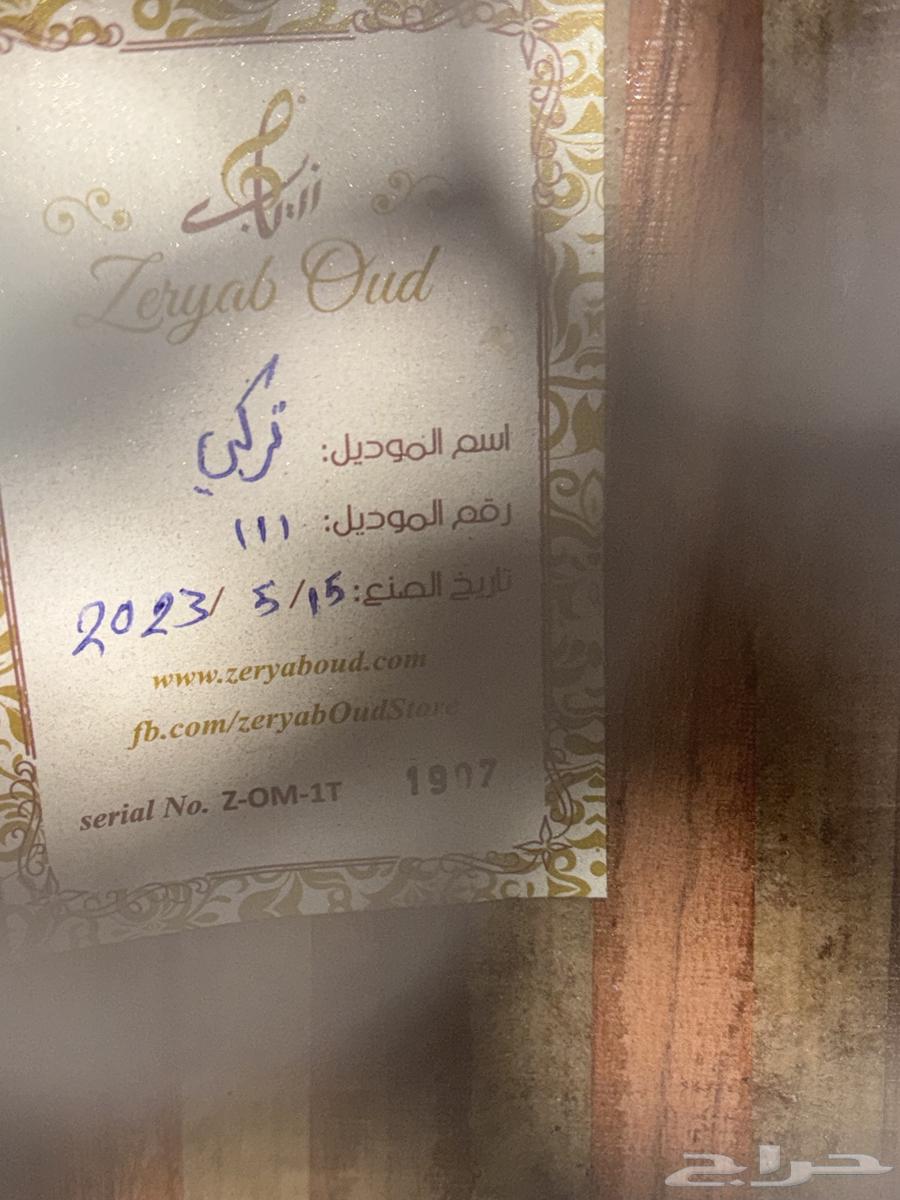 زرياب
Zeryab Oud
اسم الموديل: تركي
رقم الموديل: (١١)
تاريخ الصنع: 15/ 5 /2023
www.zeryaboud.com
fb.com/zeryabOudStore
serial No. Z-OM-1T 1907
حراج